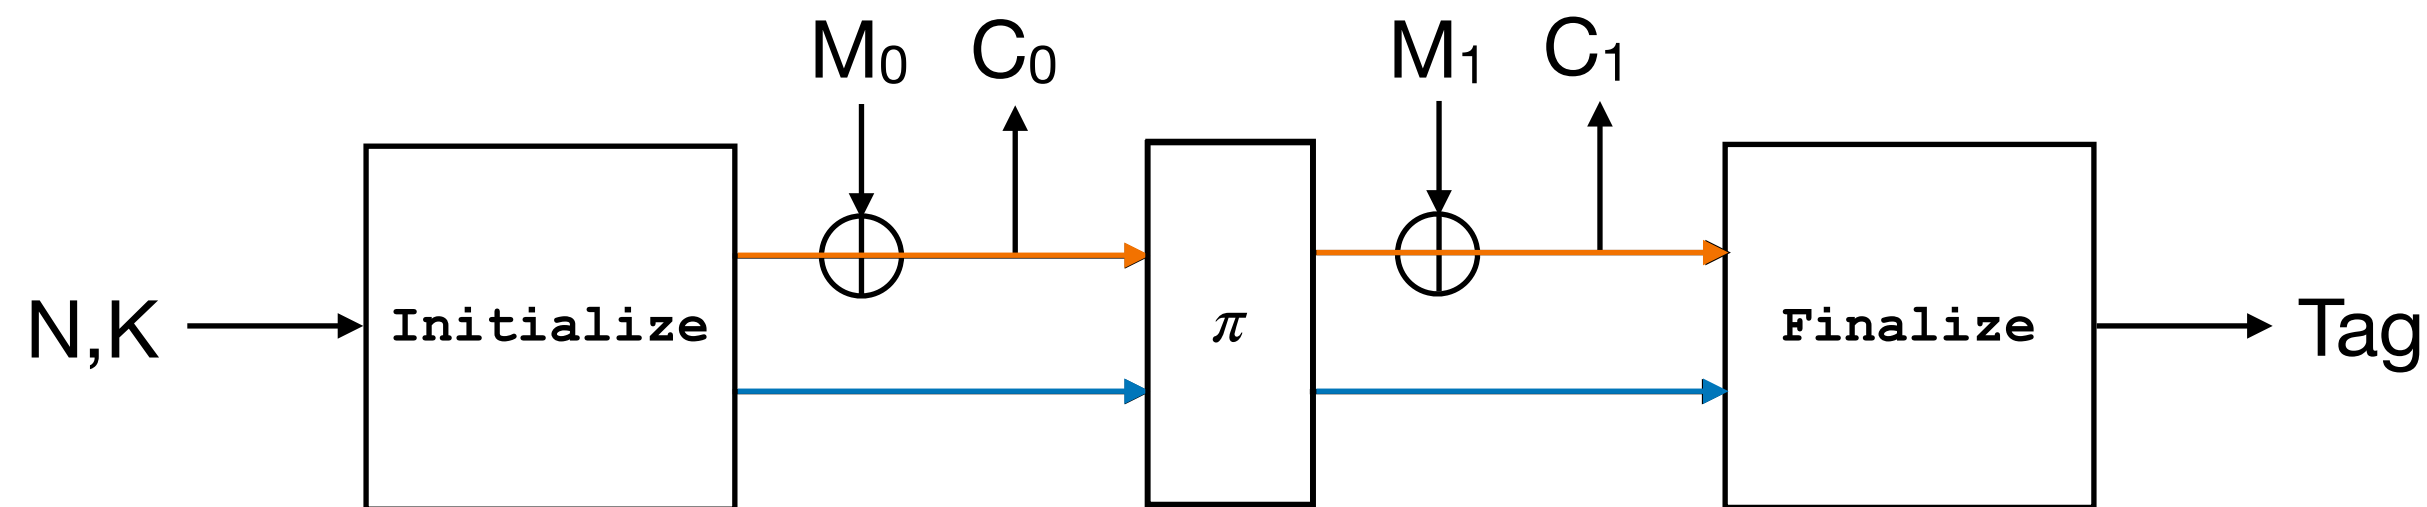 M₀ C₀ M₁ C₁
N,K Initialize π Finalize Tag